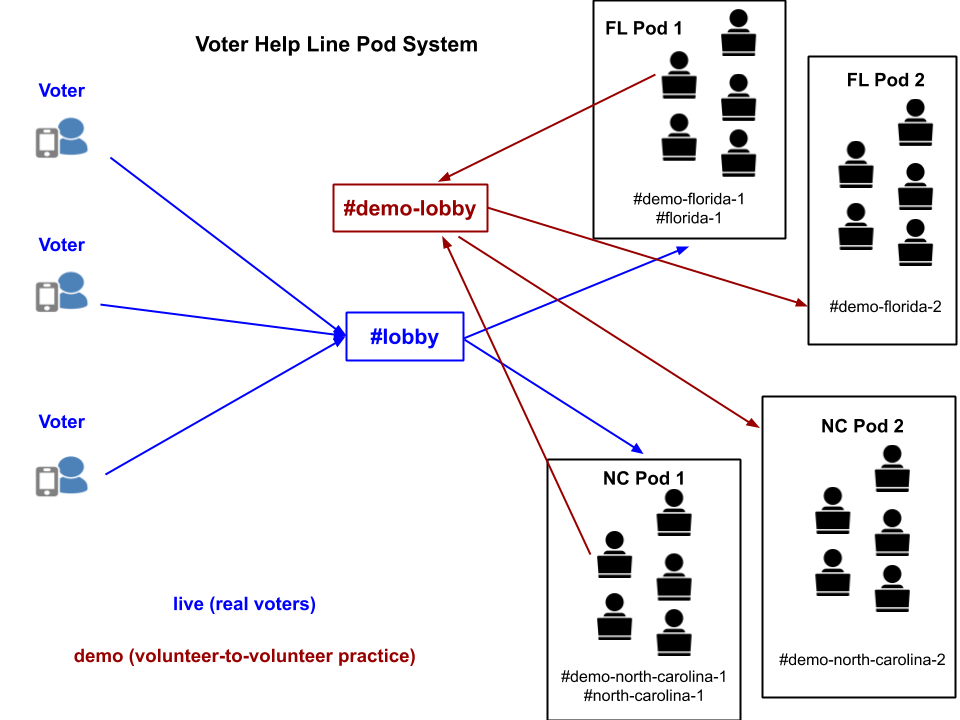 Voter Help Line Pod System
Voter
Voter
Voter
#demo-lobby
#lobby
FL Pod 1
#demo-florida-1
#florida-1
FL Pod 2
#demo-florida-2
NC Pod 1
#demo-north-carolina-1
#north-carolina-1
NC Pod 2
#demo-north-carolina-2
live (real voters)
demo (volunteer-to-volunteer practice)